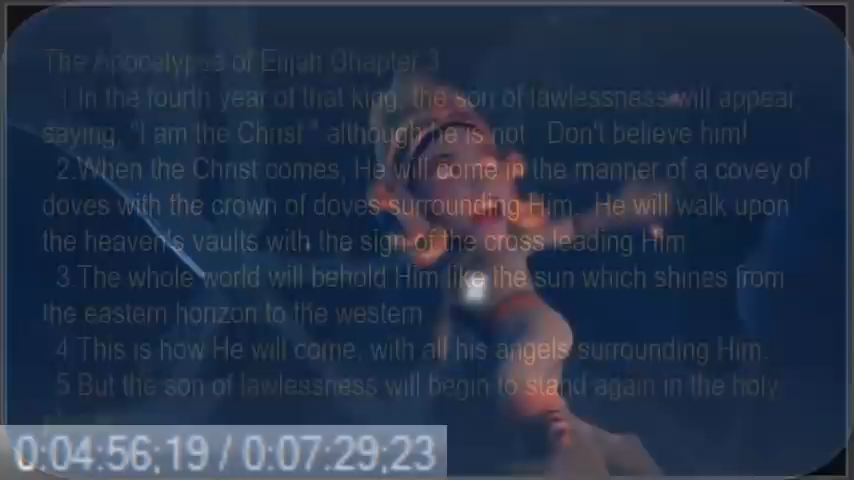 The Apocalypse of Elijah Chapter 3
1.In the fourth year of that king, the son of lawlessness will appear,
saying, "I am the Christ," although he is not. Don't believe him!
2.When the Christ comes, He will come in the manner of a covey of
doves with the crown of doves surrounding Him. He will walk upon
the heaven's vaults with the sign of the cross leading Him
3.The whole world will behold Him like the sun which shines from
the eastern horizon to the western
4 This is how He will come, with all his angels surrounding Him.
5 But the son of lawlessness will begin to stand again in the holy
0:04:56;19 / 0:07:29;23